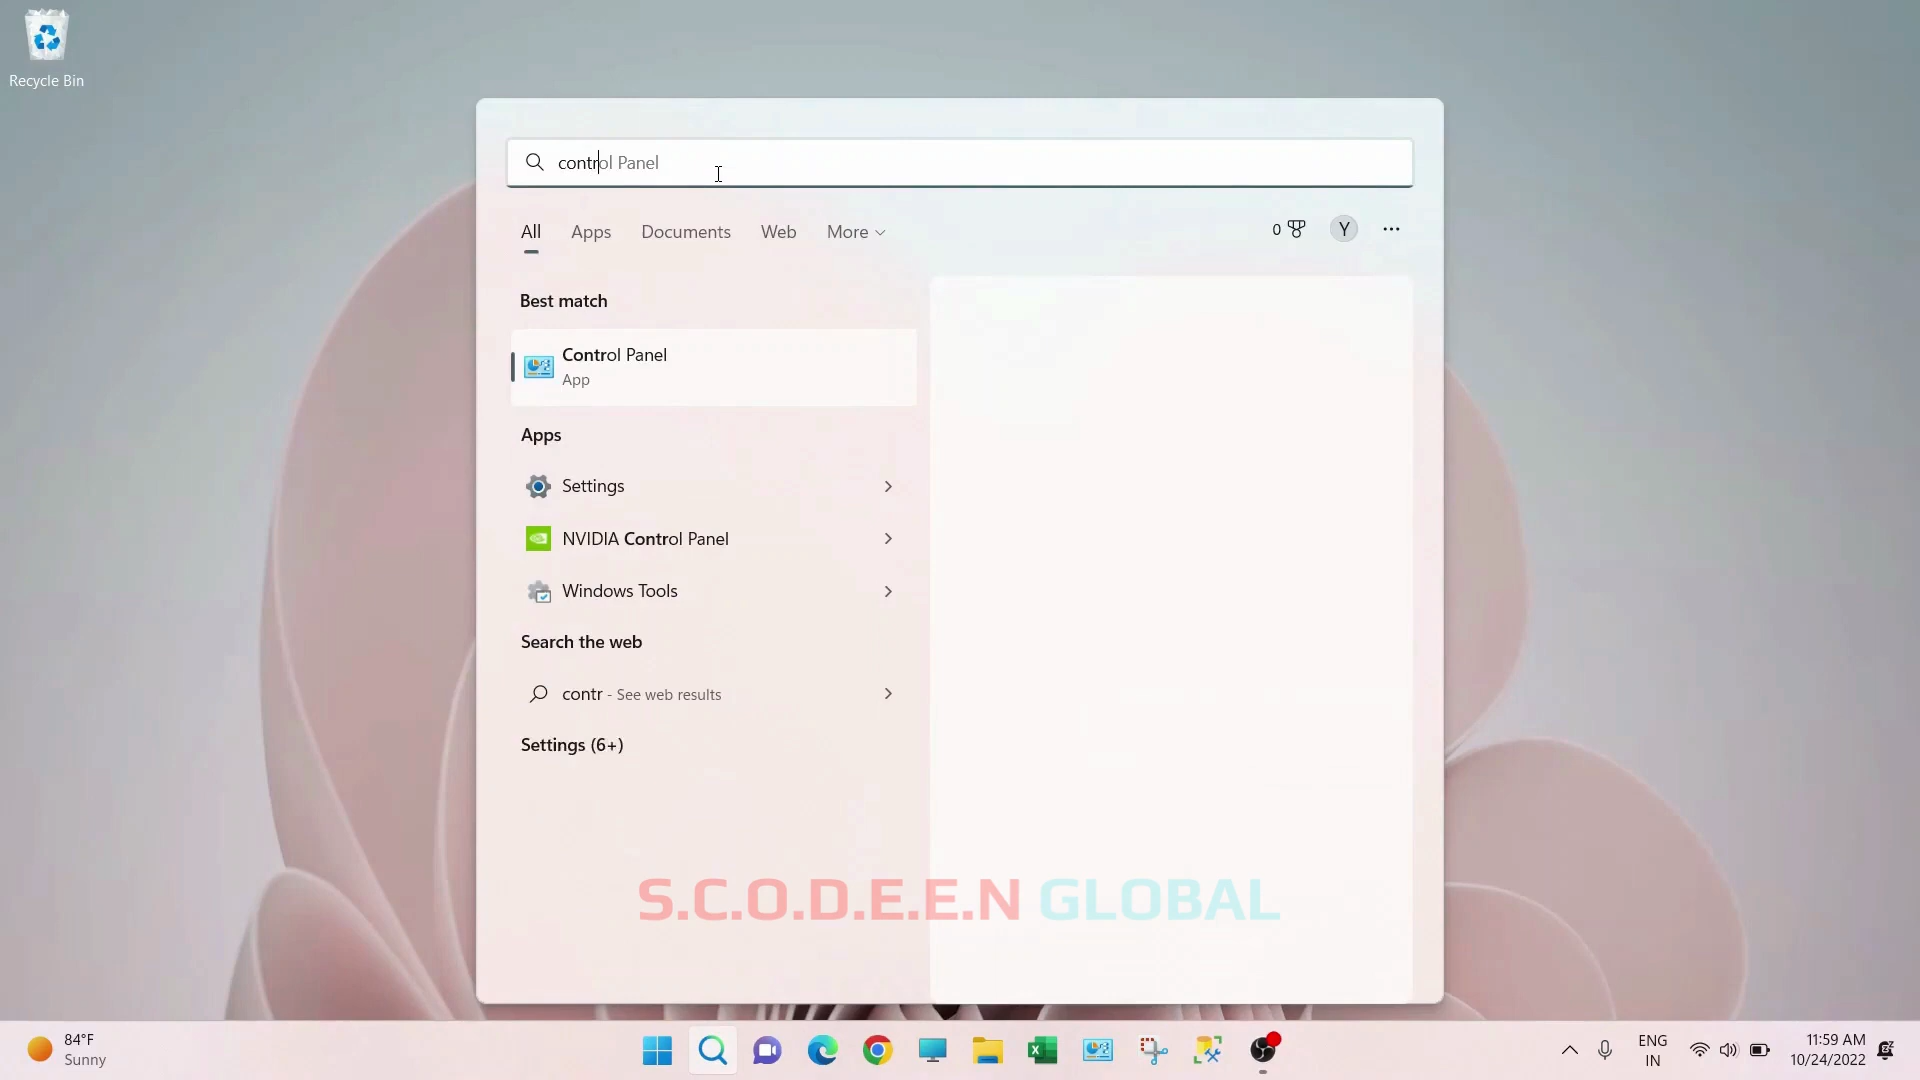 Recycle Bin
control Panel
All Apps Documents Web More 0 Y
Best match
Control Panel
App
Apps
Settings
NVIDIA Control Panel
Windows Tools
Search the web
contr - See web results
Settings (6+)
S.C.O.D.E.E.N GLOBAL
84°F
Sunny
ENG
IN
11:59 AM
10/24/2022